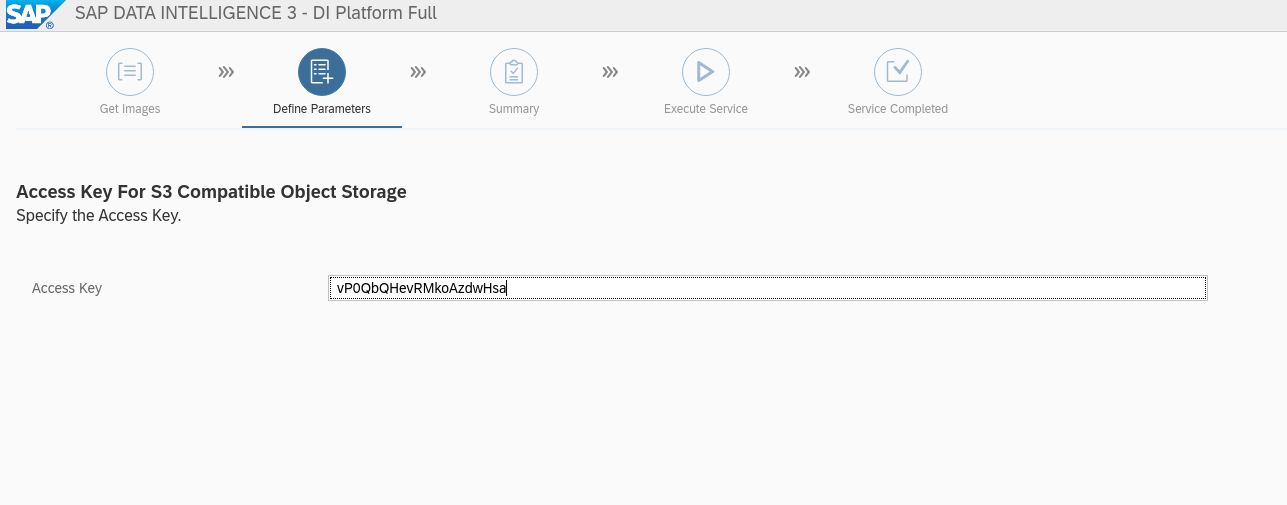 SAP ® SAP DATA INTELLIGENCE 3 - DI Platform Full
Get Images Define Parameters Summary Execute Service Service Completed
Access Key For S3 Compatible Object Storage
Specify the Access Key.
Access Key vP0QbQHevRMkoAzdwHsa